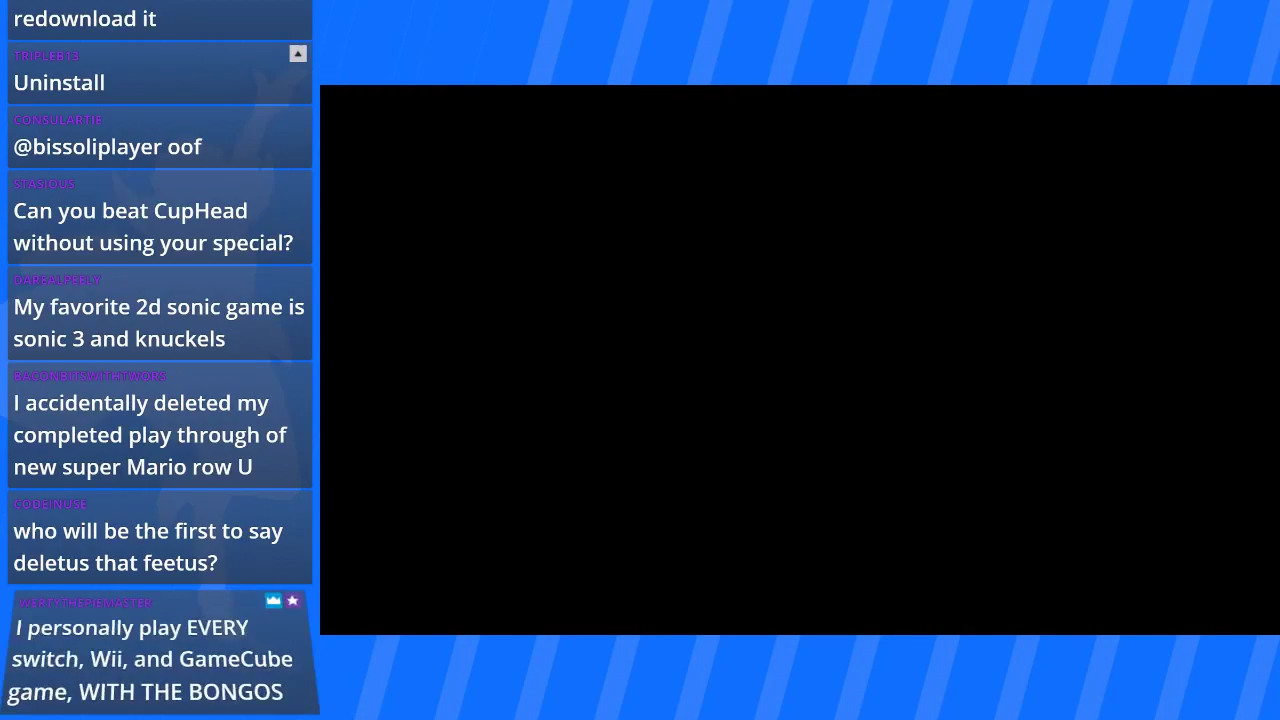 redownload it
TRIPLEB13
Uninstall
CONSULARTIE
@bissoliplayer oof
STASIOUS
Can you beat CupHead
without using your special?
DAREALPEELY
My favorite 2d sonic game is
sonic 3 and knuckels
BACONBITSWITHTWORS
I accidentally deleted my
completed play through of
new super Mario row U
CODEINUSE
who will be the first to say
deletus that feetus?
WERTYTHEPIEMASTER
I personally play EVERY
switch, Wii, and GameCube
game, WITH THE BONGOS